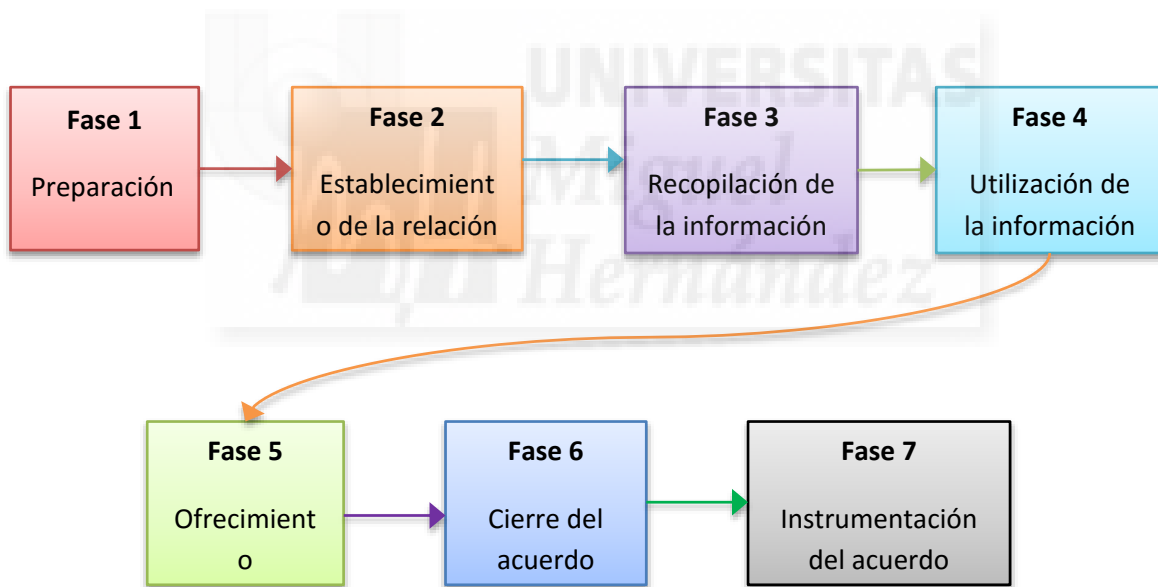 UNIVERSITAS
Miguel
Hernández
Fase 1
Preparación
Fase 2
Establecimient
o de la relación
Fase 3
Recopilación de
la información
Fase 4
Utilización de
la información
Fase 5
Ofrecimient
o
Fase 6
Cierre del
acuerdo
Fase 7
Instrumentación
del acuerdo